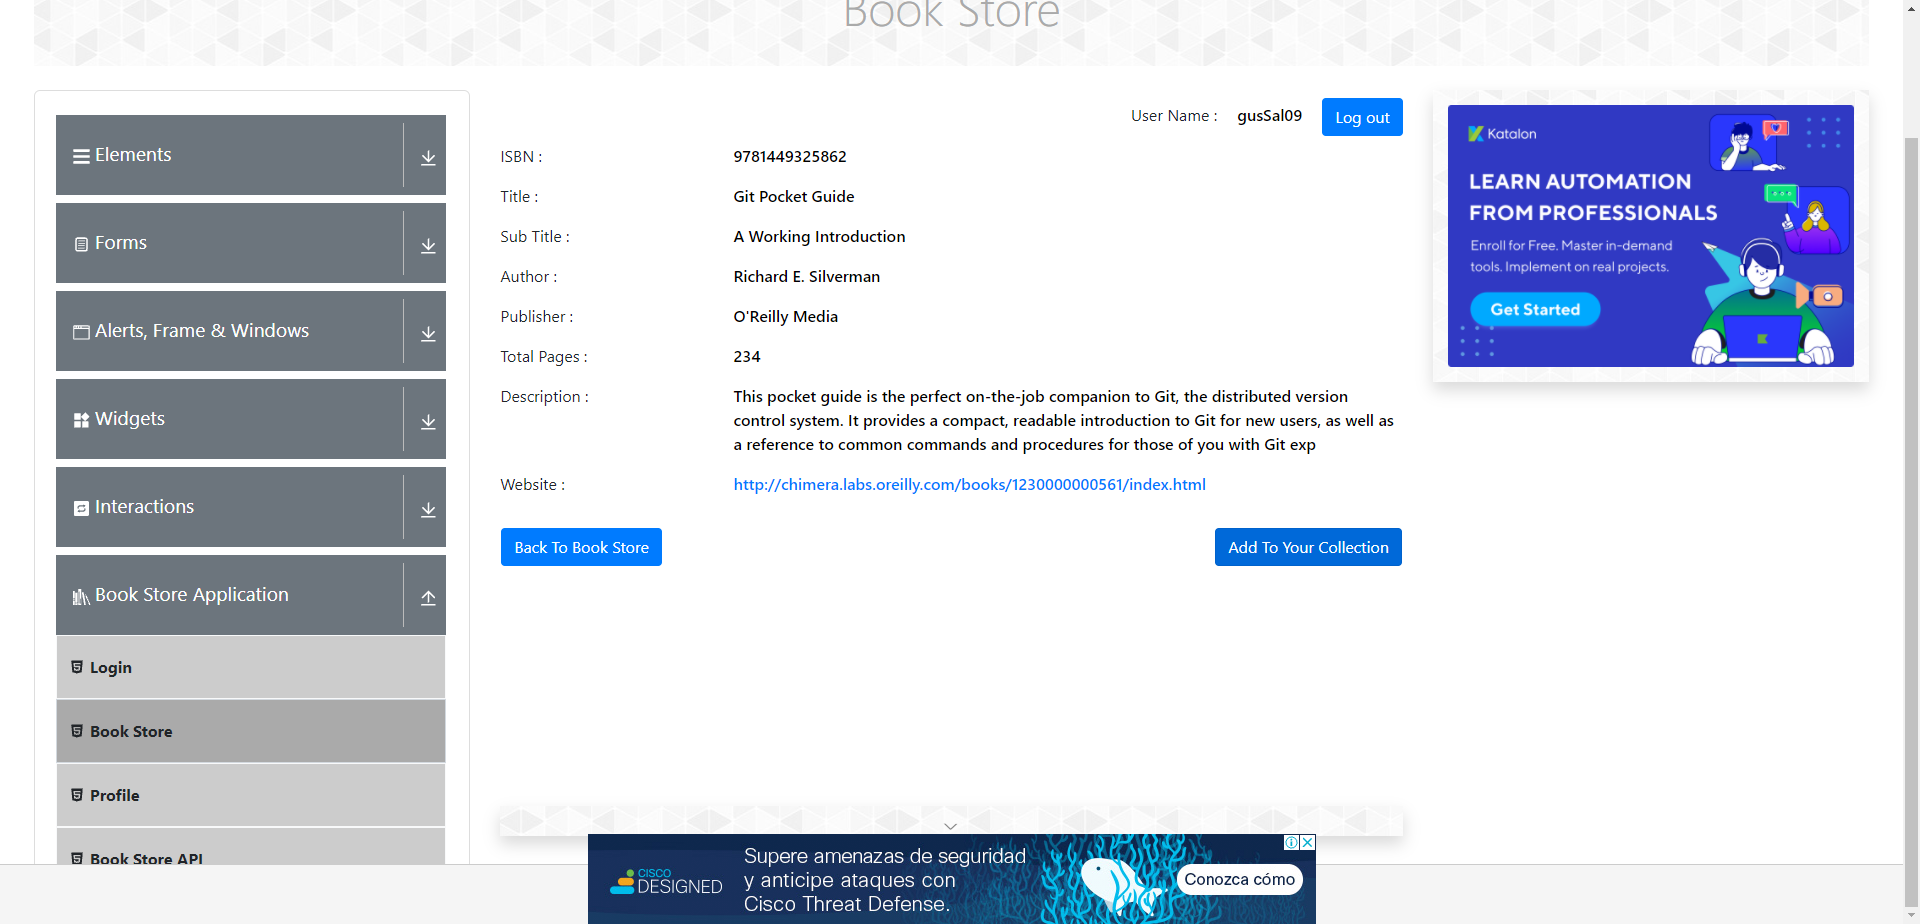 Book Store
Elements
Forms
Alerts, Frame & Windows
Widgets
Interactions
Book Store Application
Login
Book Store
Profile
Book Store API
User Name : gusSal09 Log out
ISBN : 9781449325862
Title : Git Pocket Guide
Sub Title : A Working Introduction
Author : Richard E. Silverman
Publisher : O'Reilly Media
Total Pages : 234
Description : This pocket guide is the perfect on-the-job companion to Git, the distributed version
control system. It provides a compact, readable introduction to Git for new users, as well as
a reference to common commands and procedures for those of you with Git exp
Website : http://chimera.labs.oreilly.com/books/1230000000561/index.html
Back To Book Store Add To Your Collection
Katalon
LEARN AUTOMATION
FROM PROFESSIONALS
Enroll for Free. Master in-demand
tools. Implement on real projects.
Get Started
CISCO
DESIGNED
Supere amenazas de seguridad
y anticipe ataques con
Cisco Threat Defense.
Conozca cómo